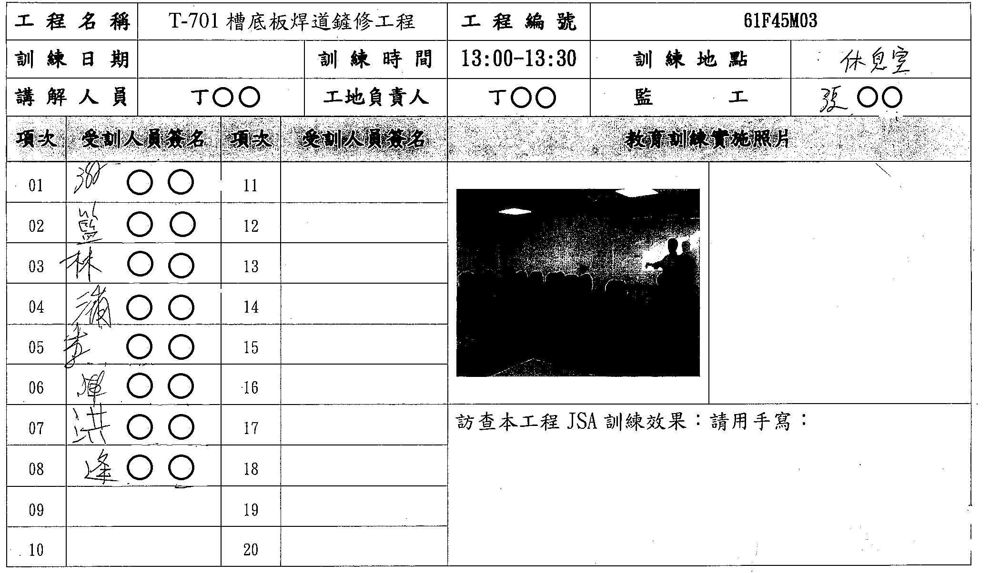 工程名稱 T-701槽底板焊道鏟修工程 工程編號 61F45M03
訓練日期 訓練時間 13:00-13:30 訓練地點 休息室
講解人員 丁○○ 工地負責人 丁○○ 監工 張○○
項次 受訓人員簽名 項次 受訓人員簽名 教育訓練實施照片
01 ○○ 11
02 藍○○ 12
03 林○○ 13
04 ○○ 14
05 李○○ 15
06 ○○ 16
07 洪○○ 17
08 逢○○ 18
09 19
10 20
訪查本工程 JSA 訓練效果：請用手寫：